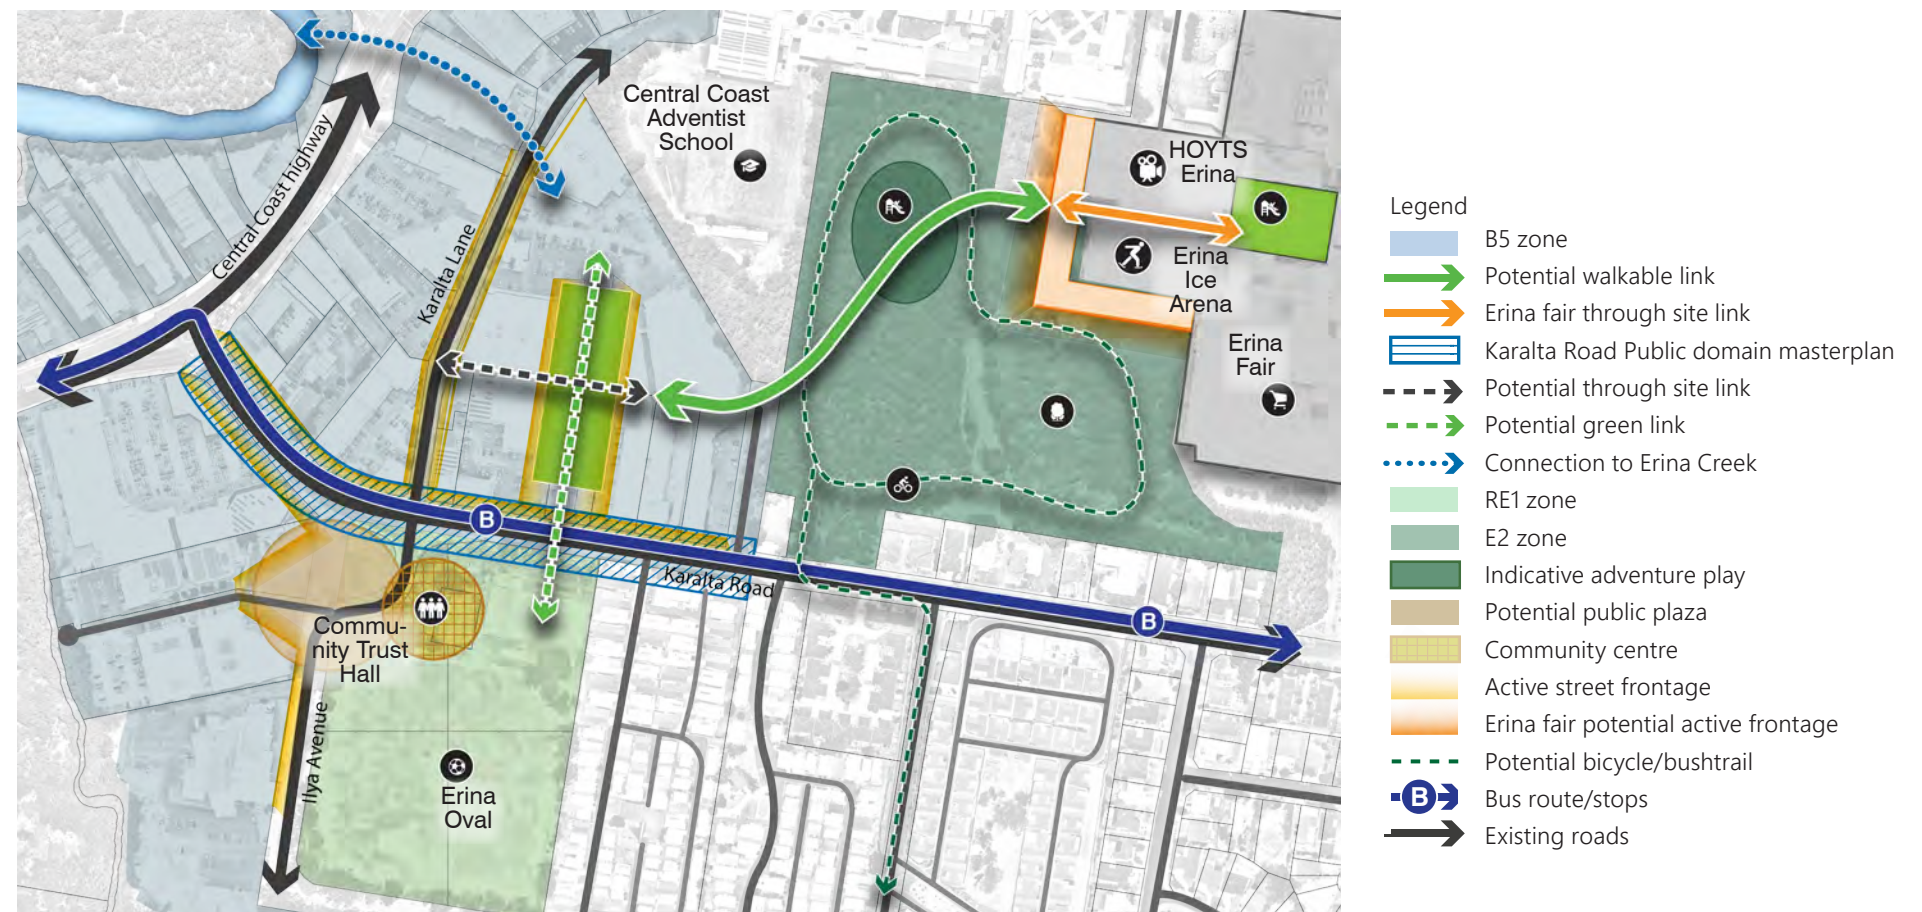 Central Coast
Adventist
School
HOYTS
Erina
Erina
Ice
Arena
Erina
Fair
Central Coast highway
Karalta Lane
B
Karalta Road
B
Commu-
nity Trust
Hall
Ilya Avenue
Erina
Oval
Legend
B5 zone
Potential walkable link
Erina fair through site link
Karalta Road Public domain masterplan
Potential through site link
Potential green link
Connection to Erina Creek
RE1 zone
E2 zone
Indicative adventure play
Potential public plaza
Community centre
Active street frontage
Erina fair potential active frontage
Potential bicycle/bushtrail
B Bus route/stops
Existing roads